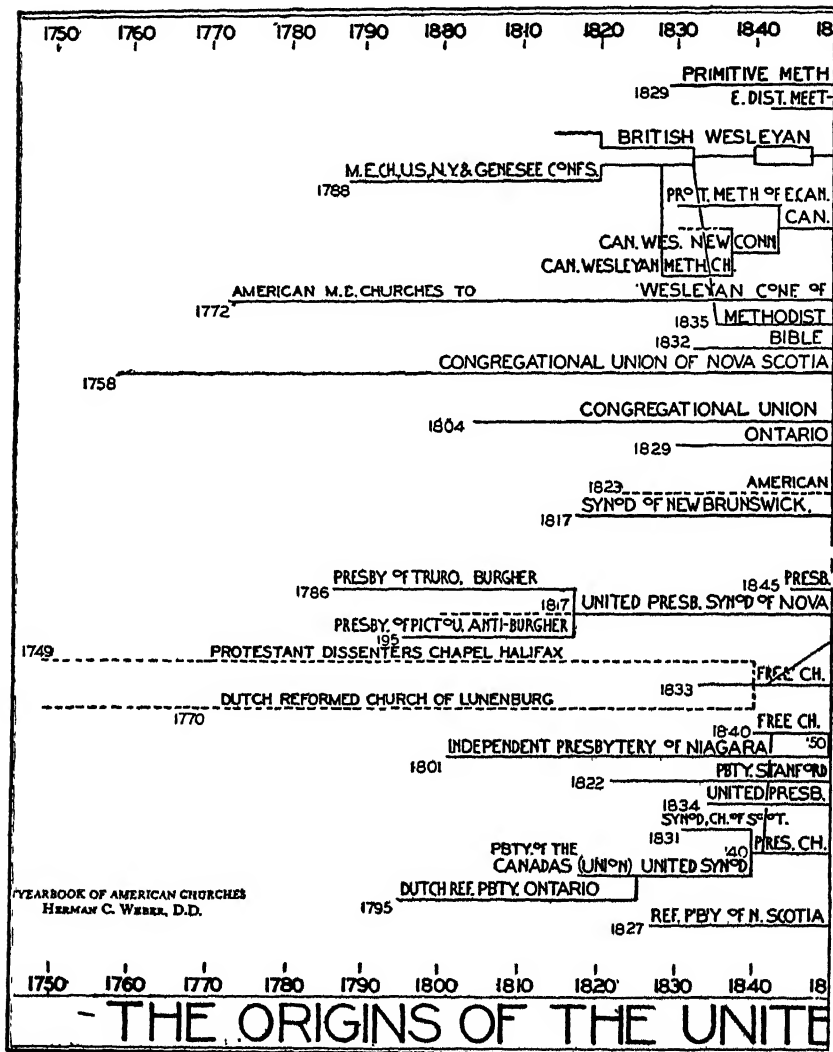 1750 1760 1770 1780 1790 1800 1810 1820 1830 1840 18
PRIMITIVE METH
1829
E. DIST. MEET-
BRITISH WESLEYAN
M.E.CH,U.S,N.Y.& GENESEE CONFS.
1788
PROT. METH OF E.CAN.
CAN.
CAN. WES. NEW CONN
CAN. WESLEYAN METH CH.
AMERICAN M.E. CHURCHES TO WESLEYAN CONE OF
1772
1835 METHODIST
1832 BIBLE
CONGREGATIONAL UNION OF NOVA SCOTIA
1758
CONGREGATIONAL UNION
1804
ONTARIO
1829
1823 AMERICAN
SYNOD OF NEW BRUNSWICK,
1817
PRESBY OF TRURO, BURGHER
1786
1845 PRESB.
1817 UNITED PRESB. SYNOD OF NOVA
PRESBY. OF PICTOU, ANTI-BURGHER
195
1749
PROTESTANT DISSENTERS CHAPEL HALIFAX
FREE CH.
1833
DUTCH REFORMED CHURCH OF LUNENBURG
1770
FREE CH.
1840
'50
INDEPENDENT PRESBYTERY OF NIAGARA
1801
PBTY. STANFORD
1822
UNITED PRESB.
1834
SYNOD, CH. OF SCOT.
1831
'40 PRES. CH.
PBTY. OF THE
CANADAS (UNION) UNITED SYNOD
DUTCH REF. PBTY. ONTARIO
1795
YEARBOOK OF AMERICAN CHURCHES
HERMAN C. WEBER, D.D.
REF. PBY OF N. SCOTIA
1827
1750 1760 1770 1780 1790 1800 1810 1820 1830 1840 18
- THE ORIGINS OF THE UNITE